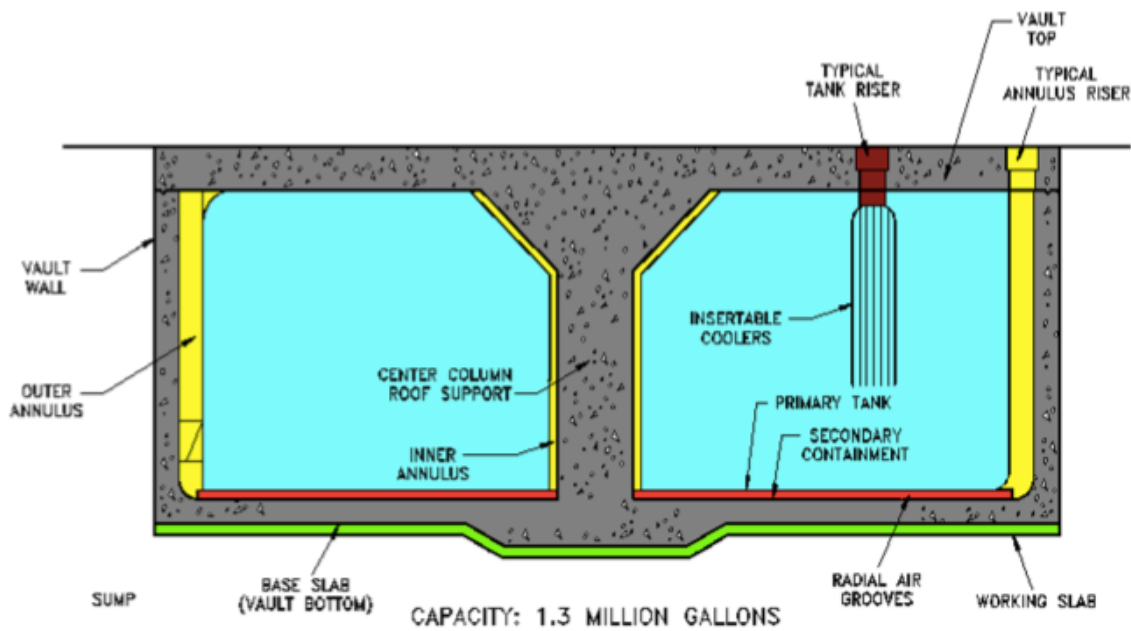 VAULT
TOP
TYPICAL
TANK RISER
TYPICAL
ANNULUS RISER
VAULT
WALL
OUTER
ANNULUS
CENTER COLUMN
ROOF SUPPORT
INNER
ANNULUS
INSERTABLE
COOLERS
PRIMARY TANK
SECONDARY
CONTAINMENT
SUMP
BASE SLAB
(VAULT BOTTOM)
RADIAL AIR
GROOVES
WORKING SLAB
CAPACITY: 1.3 MILLION GALLONS